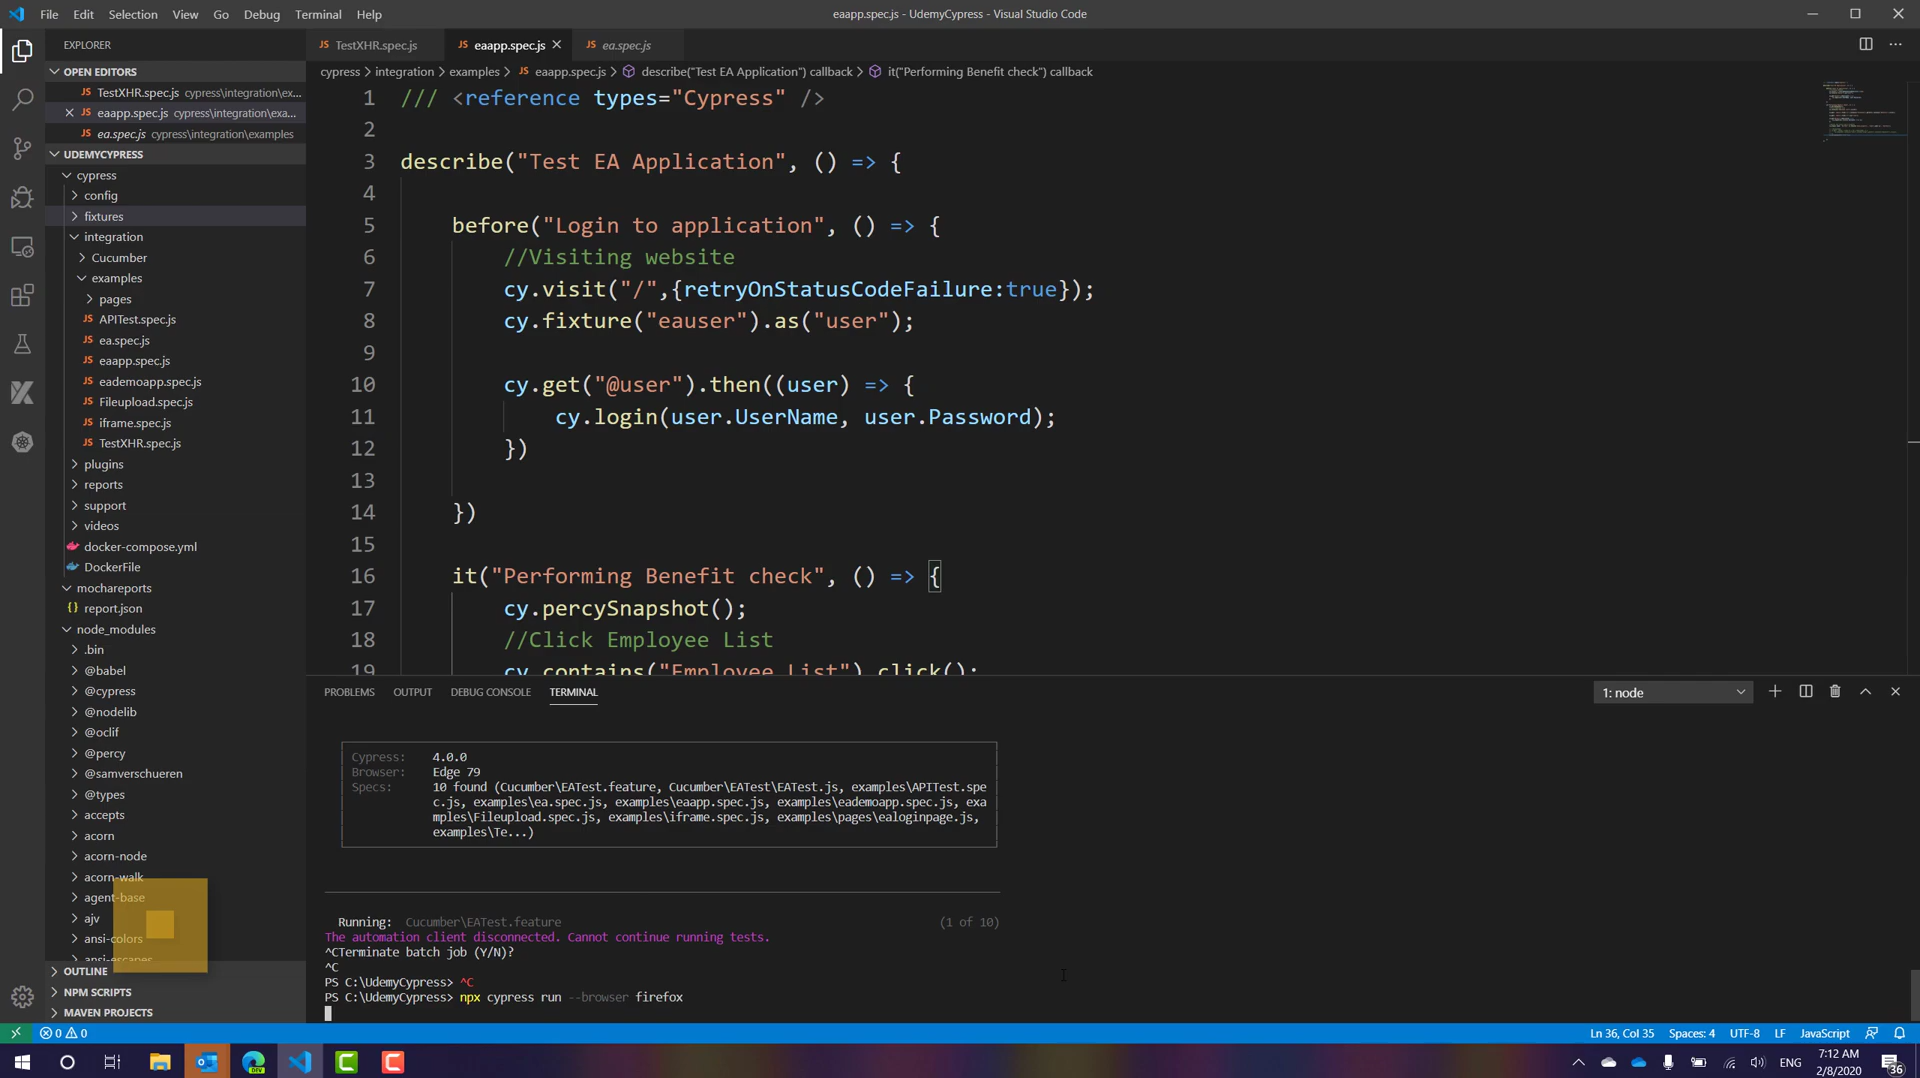 File Edit Selection View Go Debug Terminal Help
eaapp.spec.js - UdemyCypress - Visual Studio Code
EXPLORER
OPEN EDITORS
TestXHR.spec.js cypress\integration\ex...
eaapp.spec.js cypress\integration\exa...
ea.spec.js cypress\integration\examples
UDEMYCYPRESS
cypress
config
fixtures
integration
Cucumber
examples
pages
APITest.spec.js
ea.spec.js
eaapp.spec.js
eademoapp.spec.js
Fileupload.spec.js
iframe.spec.js
TestXHR.spec.js
plugins
reports
support
videos
docker-compose.yml
DockerFile
mochareports
report.json
node_modules
.bin
@babel
@cypress
@nodelib
@oclif
@percy
@samverschueren
@types
accepts
acorn
acorn-node
acorn-walk
agent-base
ajv
ansi-colors
ansi-escapes
OUTLINE
NPM SCRIPTS
MAVEN PROJECTS
TestXHR.spec.js eaapp.spec.js ea.spec.js
cypress > integration > examples > JS eaapp.spec.js > describe("Test EA Application") callback > it("Performing Benefit check") callback
1 /// <reference types="Cypress" />
2
3 describe("Test EA Application", () => {
4
5 before("Login to application", () => {
6 //Visiting website
7 cy.visit("/",{retryOnStatusCodeFailure:true});
8 cy.fixture("eauser").as("user");
9
10 cy.get("@user").then((user) => {
11 cy.login(user.UserName, user.Password);
12 })
13
14 })
15
16 it("Performing Benefit check", () => {
17 cy.percySnapshot();
18 //Click Employee List
19 cy.contains("Employee List").click();
PROBLEMS OUTPUT DEBUG CONSOLE TERMINAL
1: node
Cypress: 4.0.0
Browser: Edge 79
Specs: 10 found (Cucumber\EATest.feature, Cucumber\EATest\EATest.js, examples\APITest.spe
c.js, examples\ea.spec.js, examples\eaapp.spec.js, examples\eademoapp.spec.js, exa
mples\Fileupload.spec.js, examples\iframe.spec.js, examples\pages\ealoginpage.js,
examples\Te...)
Running: Cucumber\EATest.feature (1 of 10)
The automation client disconnected. Cannot continue running tests.
^CTerminate batch job (Y/N)?
^C
PS C:\UdemyCypress> ^C
PS C:\UdemyCypress> npx cypress run --browser firefox
0 0
Ln 36, Col 35 Spaces: 4 UTF-8 LF JavaScript
ENG
7:12 AM
2/8/2020
36